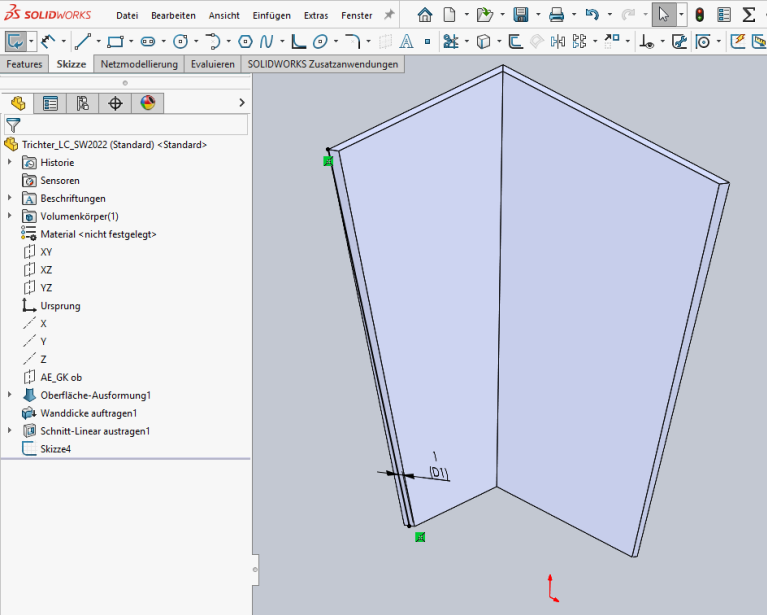 SOLIDWORKS
Datei Bearbeiten Ansicht Einfügen Extras Fenster
Features Skizze Netzmodellierung Evaluieren SOLIDWORKS Zusatzanwendungen
Trichter_LC_SW2022 (Standard) <Standard>
Historie
Sensoren
Beschriftungen
Volumenkörper(1)
Material <nicht festgelegt>
XY
XZ
YZ
Ursprung
X
Y
Z
AE_GK ob
Oberfläche-Ausformung1
Wanddicke auftragen1
Schnitt-Linear austragen1
Skizze4
1
(D1)